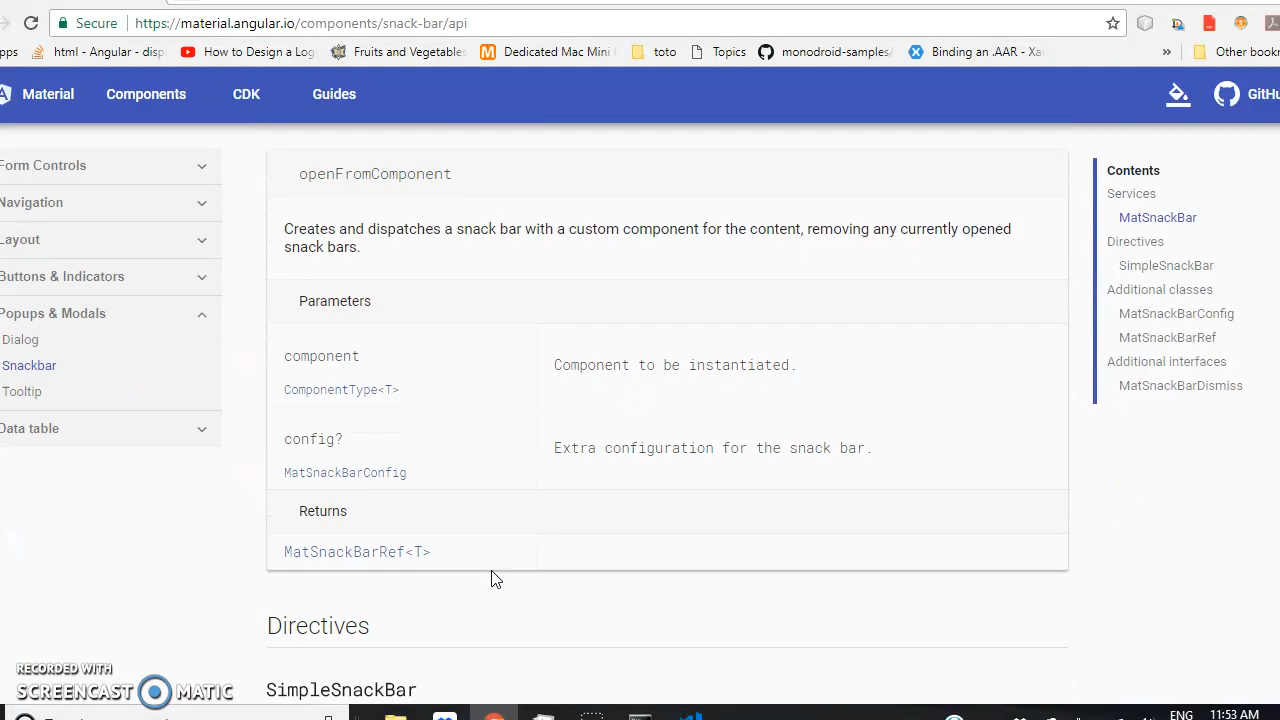 Secure
https://material.angular.io/components/snack-bar/api
html - Angular - disp
How to Design a Log
Fruits and Vegetables
Dedicated Mac Mini
toto
Topics
monodroid-samples
Binding an .AAR - Xa
»
Other book
Material
Components
CDK
Guides
GitHu
Form Controls
Navigation
Layout
Buttons & Indicators
Popups & Modals
Dialog
Snackbar
Tooltip
Data table
openFromComponent
Creates and dispatches a snack bar with a custom component for the content, removing any currently opened
snack bars.
Parameters
component
ComponentType<T>
Component to be instantiated.
config?
MatSnackBarConfig
Extra configuration for the snack bar.
Returns
MatSnackBarRef<T>
Directives
SimpleSnackBar
Contents
Services
MatSnackBar
Directives
SimpleSnackBar
Additional classes
MatSnackBarConfig
MatSnackBarRef
Additional interfaces
MatSnackBarDismiss
RECORDED WITH
SCREENCAST MATIC
ENG
11:53 AM